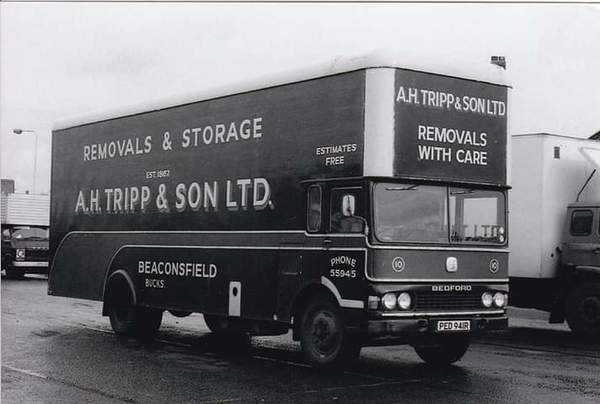 REMOVALS & STORAGE
EST. 1862
A.H. TRIPP & SON LTD.
BEACONSFIELD
BUCKS.
ESTIMATES
FREE
PHONE
55945
A.H. TRIPP & SON LTD
REMOVALS
WITH CARE
10
10
BEDFORD
PED 941R